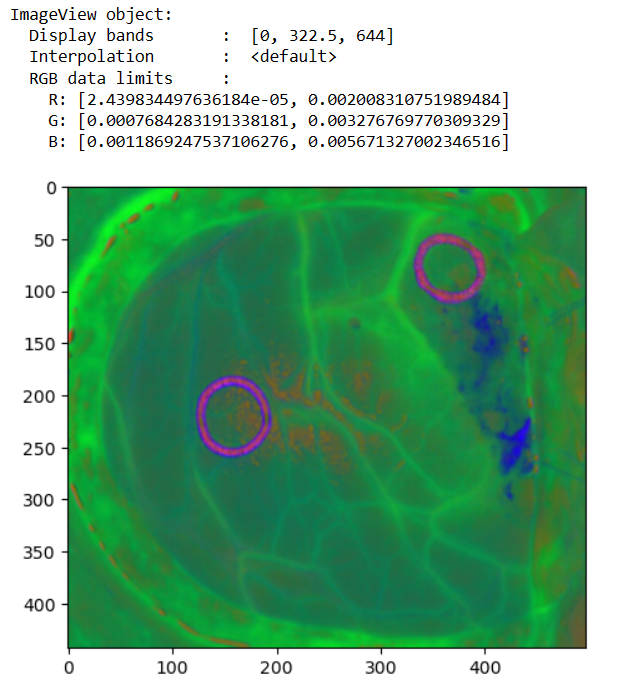 ImageView object:
Display bands : [0, 322.5, 644]
Interpolation : <default>
RGB data limits :
R: [2.439834497636184e-05, 0.002008310751989484]
G: [0.0007684283191338181, 0.003276769770309329]
B: [0.0011869247537106276, 0.005671327002346516]
0
50
100
150
200
250
300
350
400
0 100 200 300 400